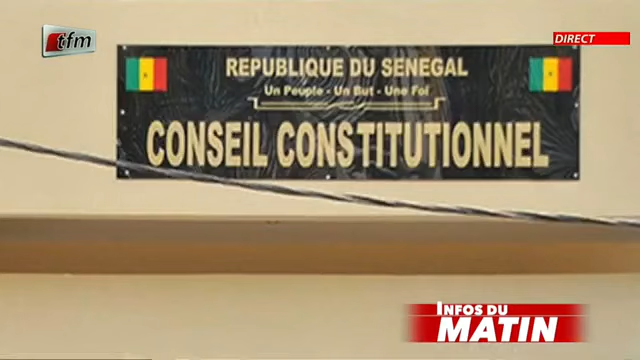 tfm
DIRECT
REPUBLIQUE DU SENEGAL
Un Peuple - Un But - Une Foi
CONSEIL CONSTITUTIONNEL
INFOS DU
MATIN